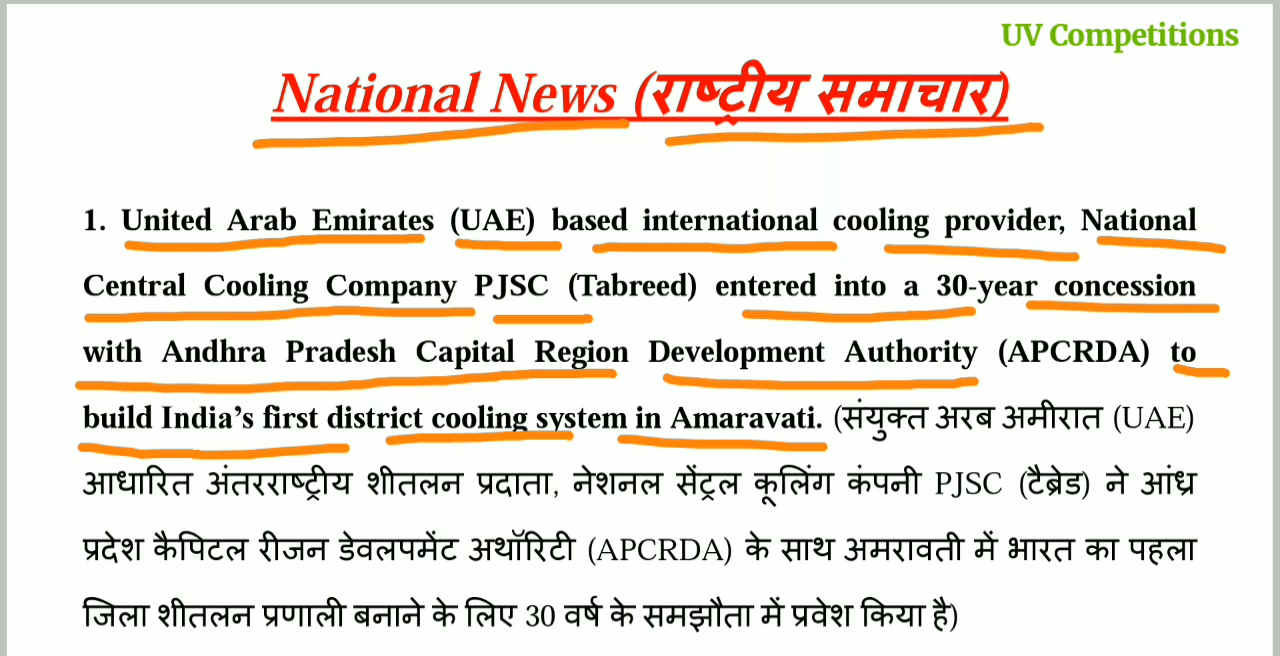 UV Competitions
National News (राष्ट्रीय समाचार)
1. United Arab Emirates (UAE) based international cooling provider, National
Central Cooling Company PJSC (Tabreed) entered into a 30-year concession
with Andhra Pradesh Capital Region Development Authority (APCRDA) to
build India’s first district cooling system in Amaravati. (संयुक्त अरब अमीरात (UAE)
आधारित अंतरराष्ट्रीय शीतलन प्रदाता, नेशनल सेंट्रल कूलिंग कंपनी PJSC (टैब्रेड) ने आंध्र
प्रदेश कैपिटल रीजन डेवलपमेंट अथॉरिटी (APCRDA) के साथ अमरावती में भारत का पहला
जिला शीतलन प्रणाली बनाने के लिए 30 वर्ष के समझौता में प्रवेश किया है)